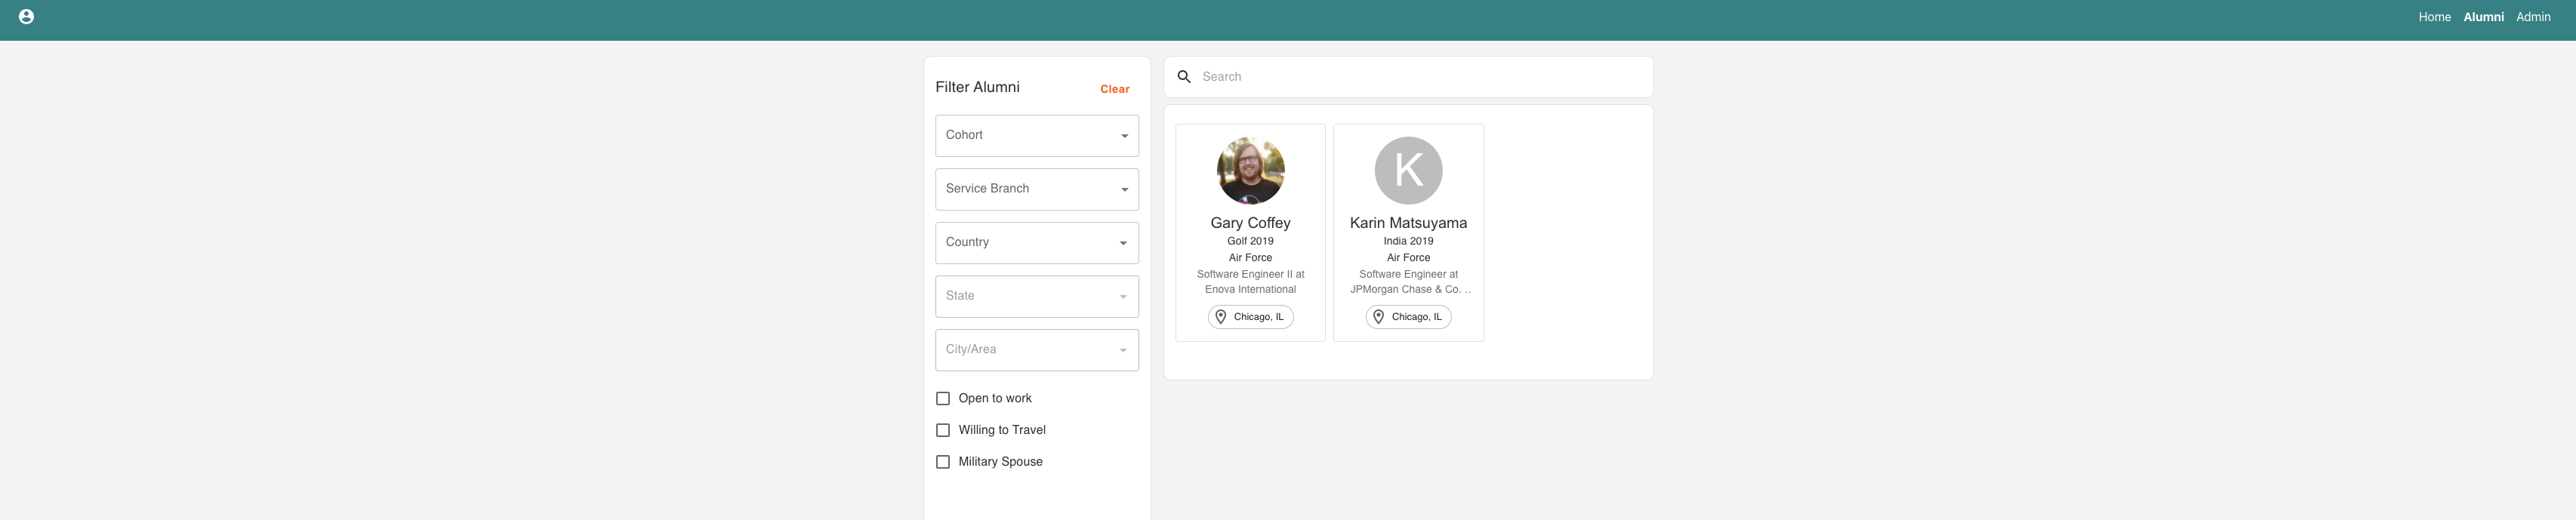 Home Alumni Admin
Filter Alumni
Clear
Cohort
Service Branch
Country
State
City/Area
Open to work
Willing to Travel
Military Spouse
Search
Gary Coffey
Golf 2019
Air Force
Software Engineer II at
Enova International
Chicago, IL
K
Karin Matsuyama
India 2019
Air Force
Software Engineer at
JPMorgan Chase & Co. ..
Chicago, IL